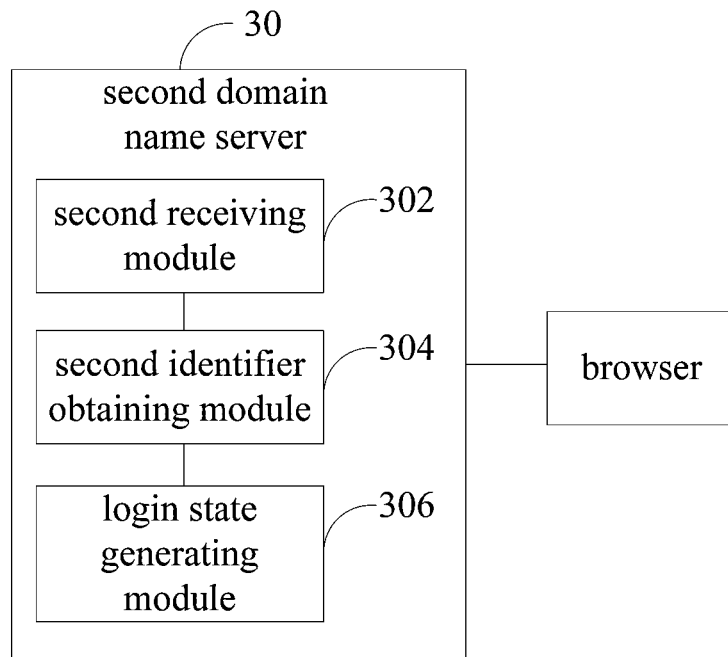 30
second domain
name server
second receiving
module
302
second identifier
obtaining module
304
login state
generating
module
306
browser